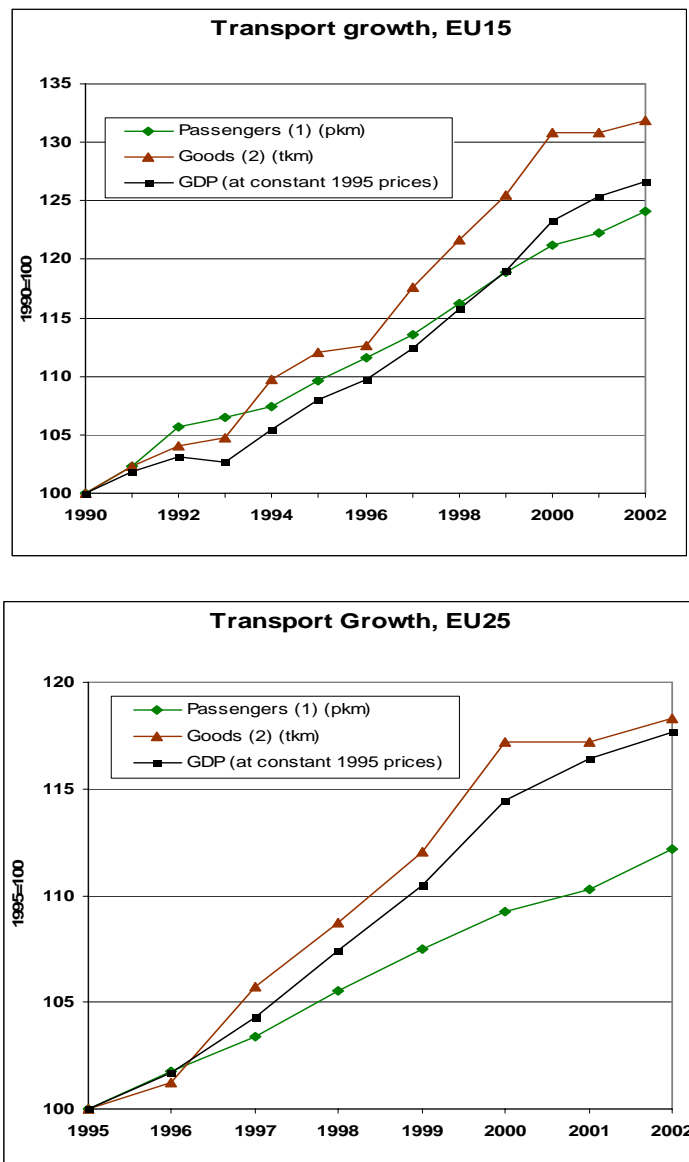 Transport growth, EU15
135
130
125
120
115
110
105
100
1990=100
Passengers (1) (pkm)
Goods (2) (tkm)
GDP (at constant 1995 prices)
1990 1992 1994 1996 1998 2000 2002
Transport Growth, EU25
120
115
110
105
100
1995=100
Passengers (1) (pkm)
Goods (2) (tkm)
GDP (at constant 1995 prices)
1995 1996 1997 1998 1999 2000 2001 2002